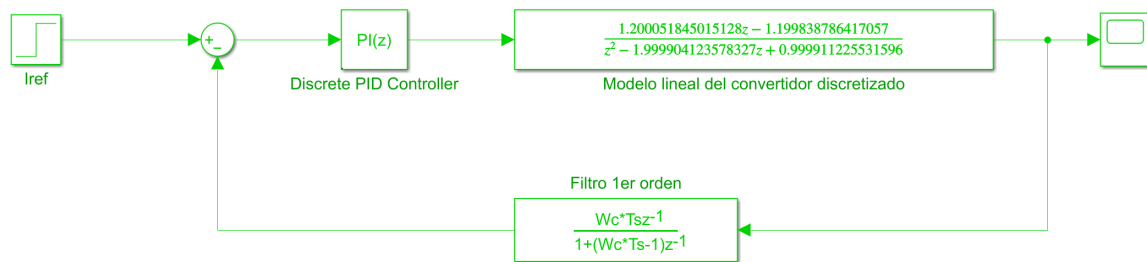 1.200051845015128z − 1.199838786417057
+
−
PI(z)
z² − 1.999904123578327z + 0.999911225531596
Iref
Discrete PID Controller
Modelo lineal del convertidor discretizado
Filtro 1er orden
Wc*Tsz-1
1+(Wc*Ts-1)z-1